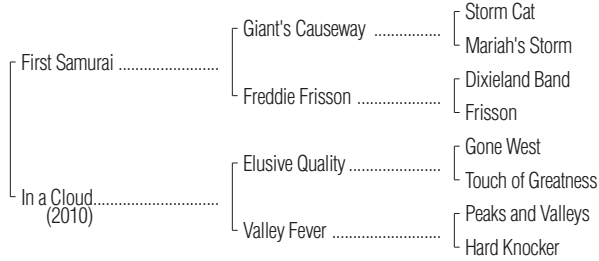 Storm Cat
Giant's Causeway ................
Mariah's Storm
First Samurai ........................
Dixieland Band
Freddie Frisson ....................
Frisson
Gone West
Elusive Quality......................
Touch of Greatness
In a Cloud..............................
(2010)
Peaks and Valleys
Valley Fever ..........................
Hard Knocker